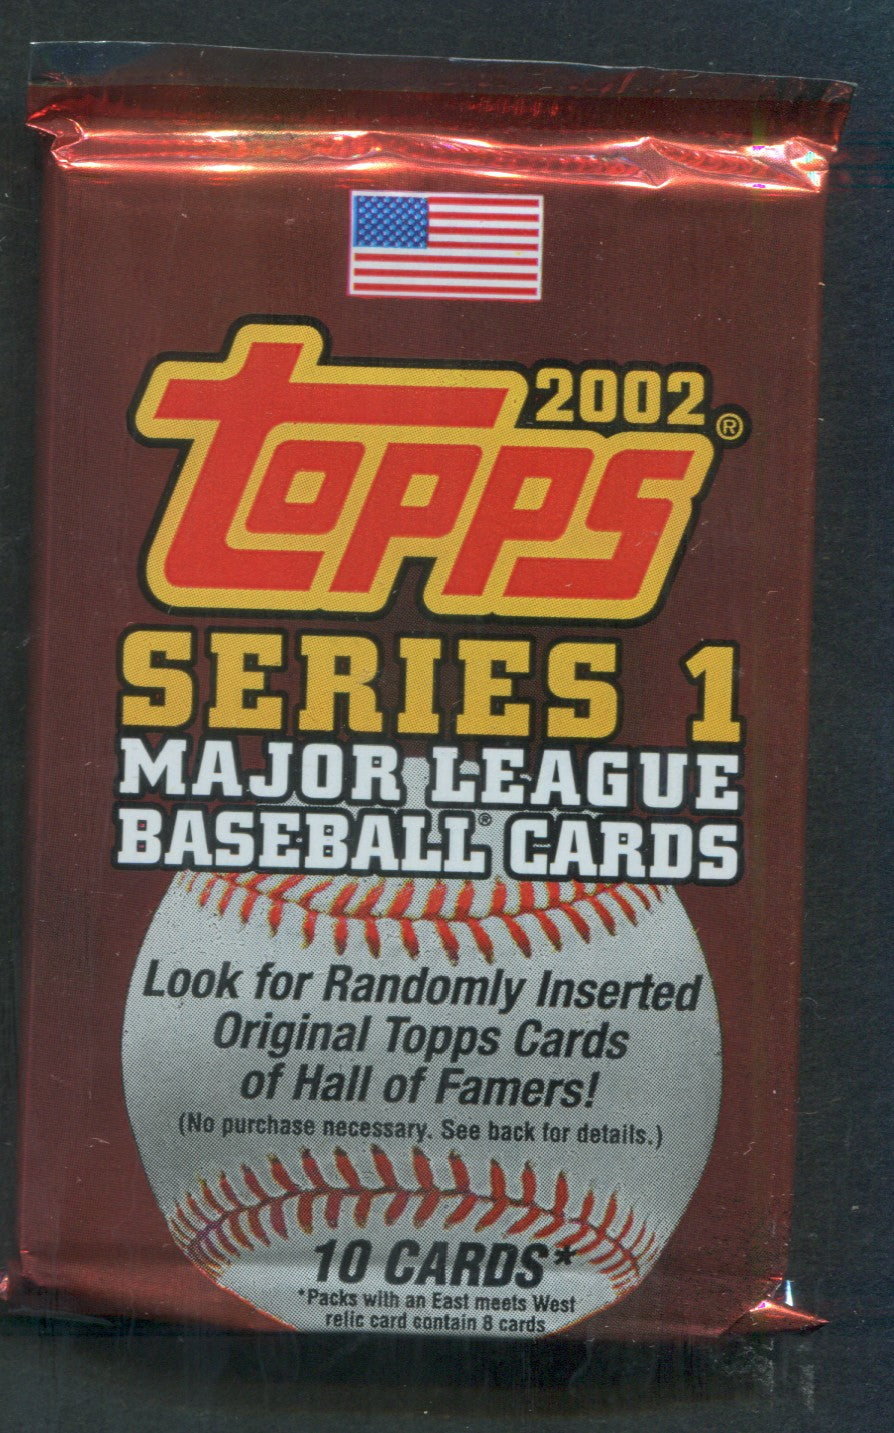 2002
topps®
SERIES 1
MAJOR LEAGUE
BASEBALL® CARDS
Look for Randomly Inserted
Original Topps Cards
of Hall of Famers!
(No purchase necessary. See back for details.)
10 CARDS*
*Packs with an East meets West
relic card contain 8 cards